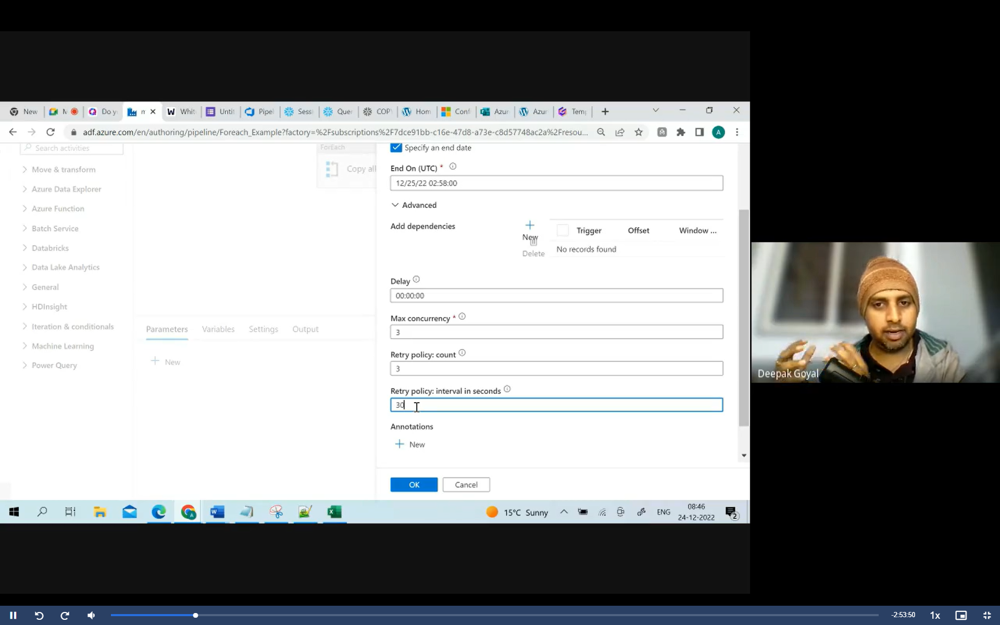 New
M
Do y
n
Whit
Untit
Pipel
Sess
Quer
COP
Hom
Conf
Azur
Azur
Temp
adf.azure.com/en/authoring/pipeline/Foreach_Example?factory=%2Fsubscriptions%2F7dce91bb-c16e-47d8-a73e-c8d57748ac2a%2Fresou...
A
Search activities
Move & transform
Azure Data Explorer
Azure Function
Batch Service
Databricks
Data Lake Analytics
General
HDInsight
Iteration & conditionals
Machine Learning
Power Query
ForEach
Copy all
Parameters Variables Settings Output
New
Specify an end date
End On (UTC) *
12/25/22 02:58:00
Advanced
Add dependencies
New
Delete
Trigger Offset Window ...
No records found
Delay
00:00:00
Max concurrency *
3
Retry policy: count
3
Retry policy: interval in seconds
30
Annotations
New
OK
Cancel
Deepak Goyal
15°C Sunny
ENG
08:46
24-12-2022
2
-2:53:50
1x